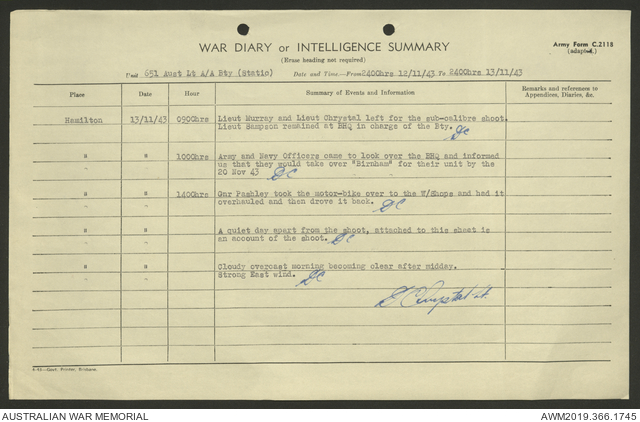 WAR DIARY or INTELLIGENCE SUMMARY
Army Form C.2118
(Erase heading not required)
(adapted.)
Unit 651 Aust Lt A/A Bty (Static) Date and Time.—From 2400hrs 12/11/43 To 2400hrs 13/11/43
Place Date Hour Summary of Events and Information Remarks and references to
Appendices, Diaries, &c.
Hamilton 13/11/43 0900hrs Lieut Murray and Lieut Chrystal left for the sub-calibre shoot.
Lieut Sampson remained at BHQ in charge of the Bty.
" " 1000hrs Army and Navy Officers came to look over the BHQ and informed
us that they would take over "Birnham" for their unit by the
20 Nov 43
" " 1400hrs Gnr Pashley took the motor-bike over to the W/Shops and had it
overhauled and then drove it back.
" " A quiet day apart from the shoot, attached to this sheet is
an account of the shoot.
" " Cloudy overcast morning becoming clear after midday.
Strong East wind.
AUSTRALIAN WAR MEMORIAL
AWM2019.366.1745